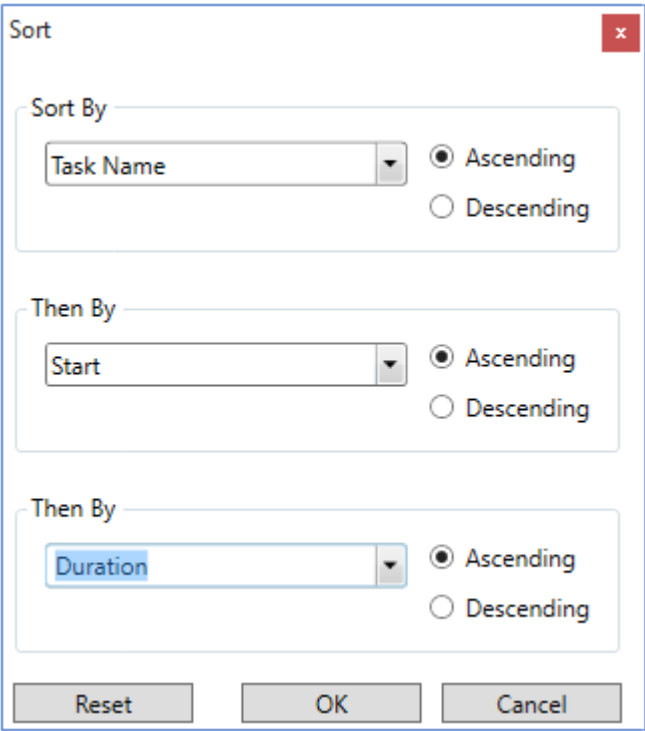 Sort
x
Sort By
Task Name
Ascending
Descending
Then By
Start
Ascending
Descending
Then By
Duration
Ascending
Descending
Reset OK Cancel